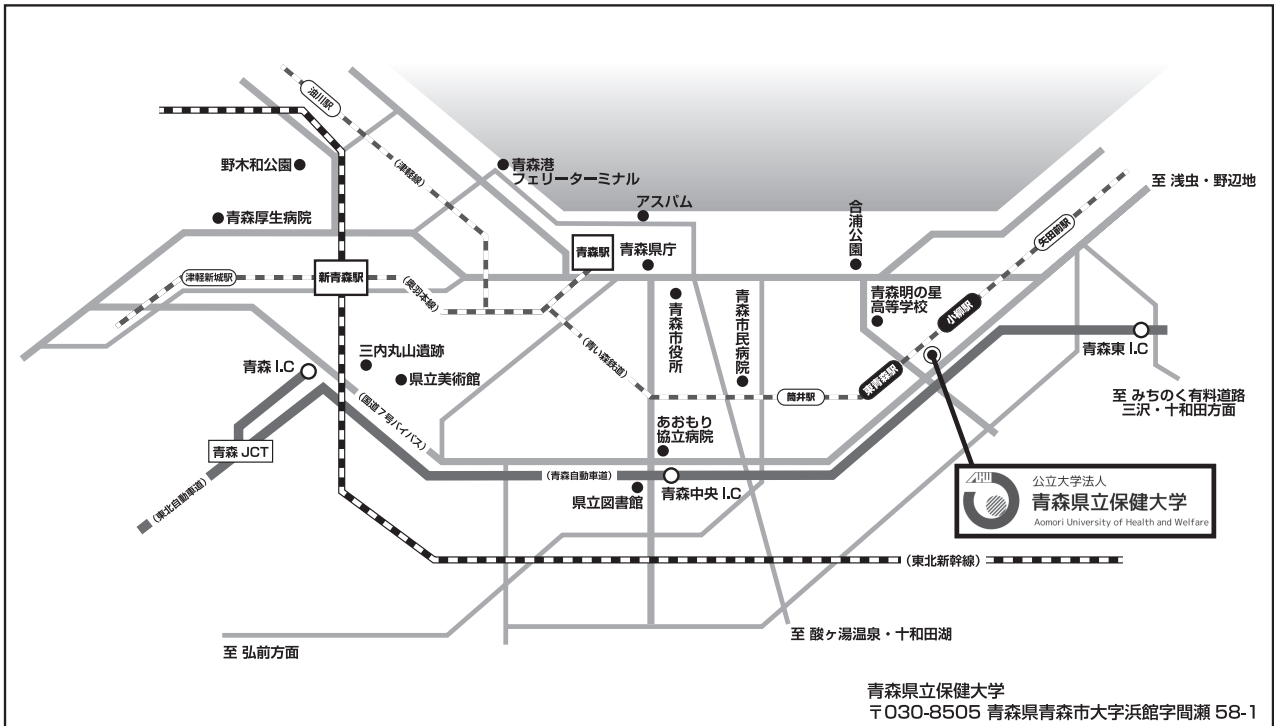 油川駅
野木和公園
(津軽線)
青森港
フェリーターミナル
至 浅虫・野辺地
青森厚生病院
アスパム
合浦公園
矢田前駅
青森駅
青森県庁
津軽新城駅
新青森駅
(奥羽本線)
青森市役所
青森市民病院
青森明の星
高等学校
小柳駅
青森東 I.C
三内丸山遺跡
(青い森鉄道)
青森 I.C
県立美術館
東青森駅
筒井駅
至 みちのく有料道路
三沢・十和田方面
(国道7号バイパス)
あおもり
協立病院
青森 JCT
(青森自動車道)
青森中央 I.C
県立図書館
(東北自動車道)
AUHW
公立大学法人
青森県立保健大学
Aomori University of Health and Welfare
(東北新幹線)
至 酸ヶ湯温泉・十和田湖
至 弘前方面
青森県立保健大学
〒030-8505 青森県青森市大字浜館字間瀬 58-1